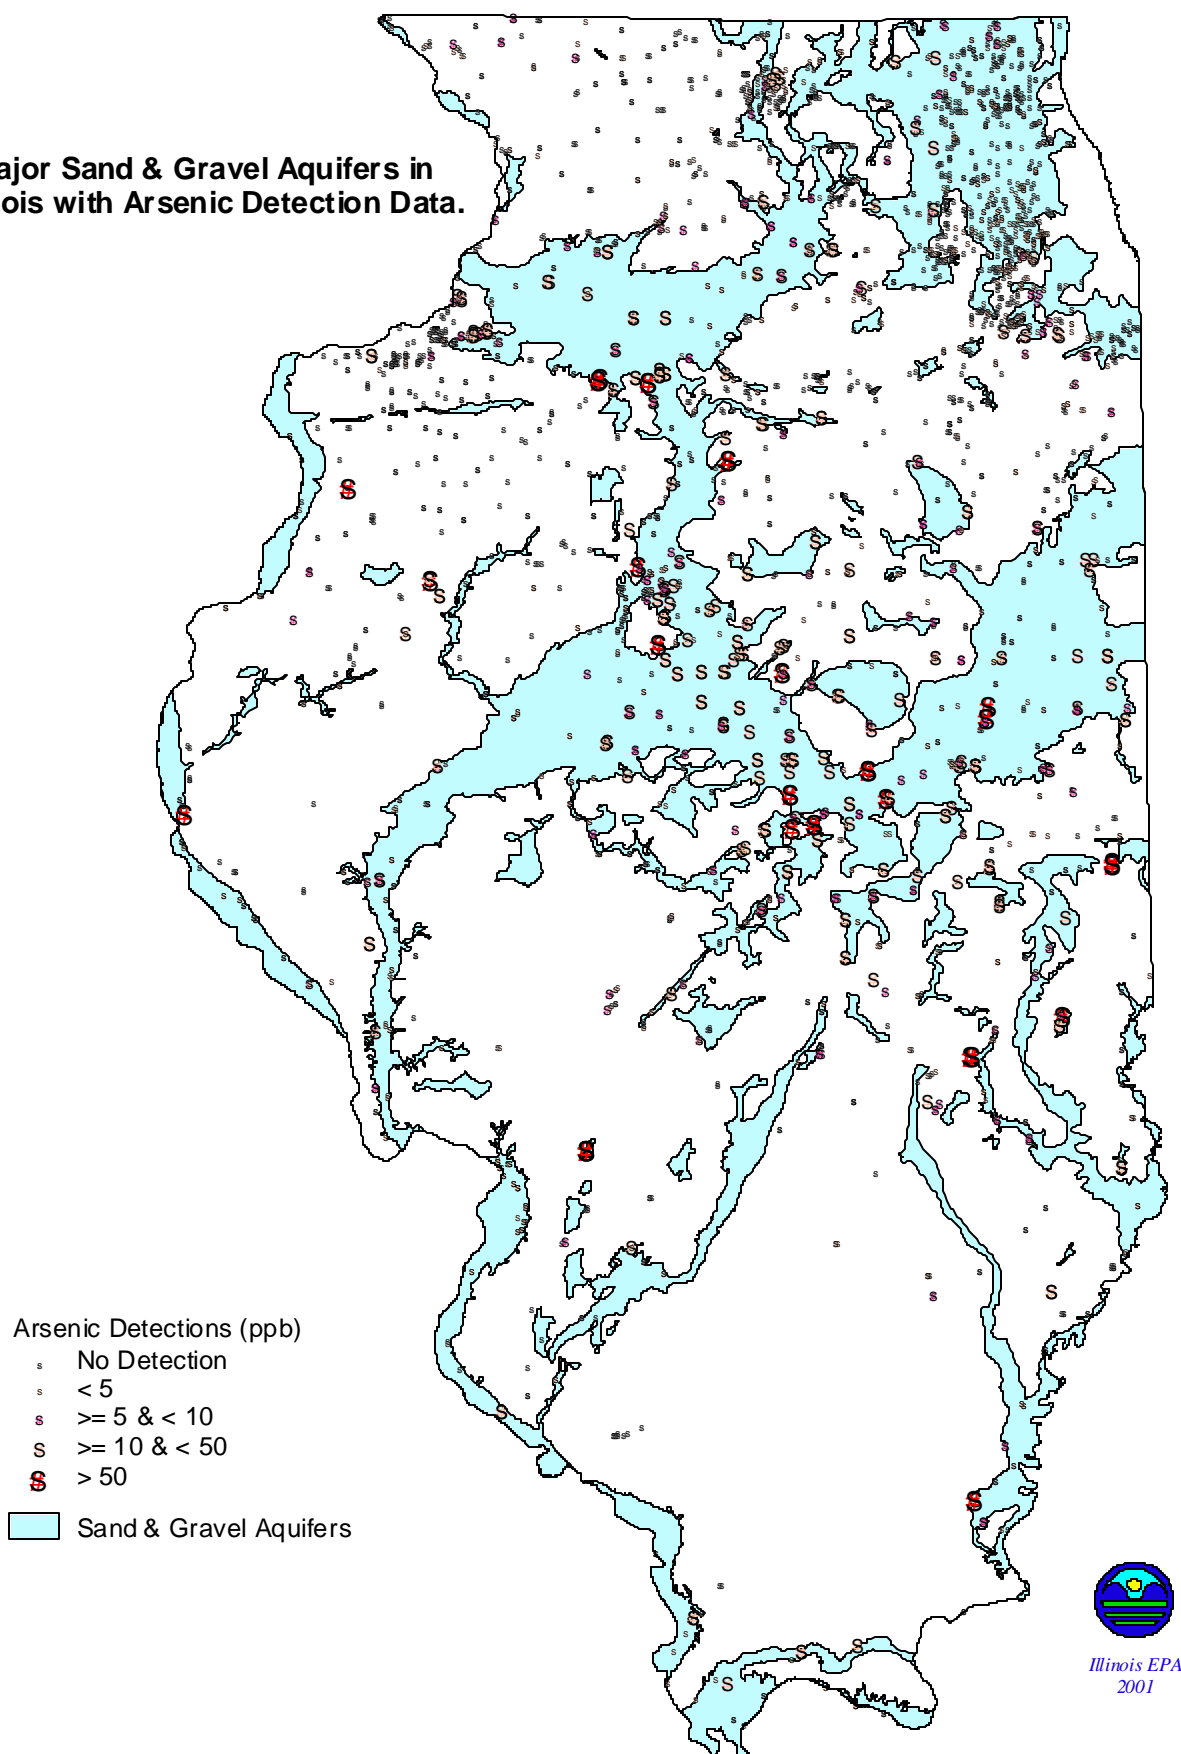 ajor Sand & Gravel Aquifers in
ois with Arsenic Detection Data.
Arsenic Detections (ppb)
s No Detection
s < 5
s >= 5 & < 10
S >= 10 & < 50
$ > 50
Sand & Gravel Aquifers
Illinois EPA
2001